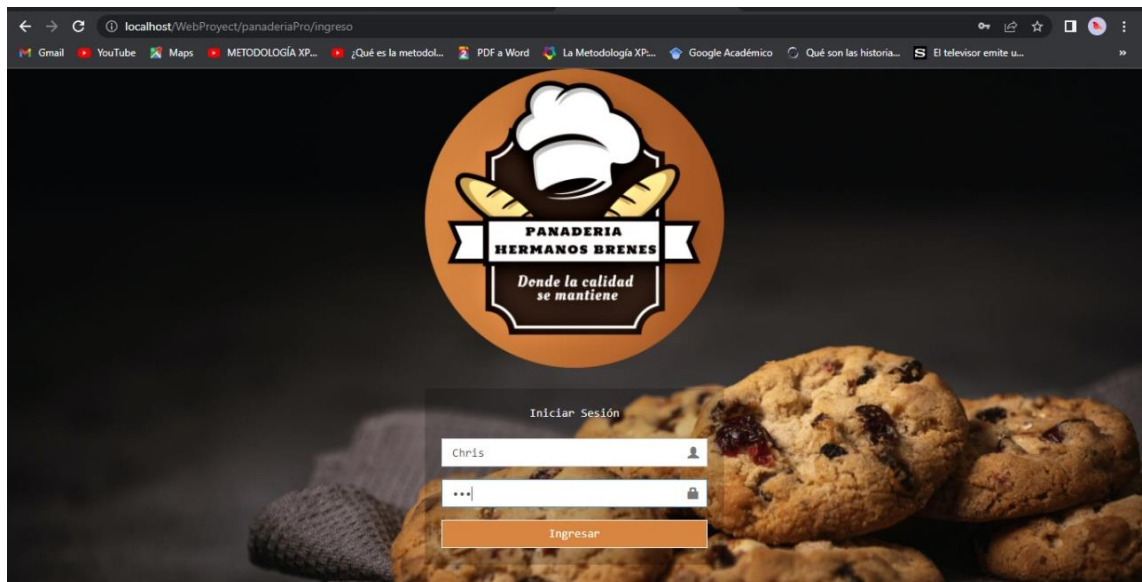 localhost/WebProyect/panaderiaPro/ingreso
Gmail
YouTube
Maps
METODOLOGÍA XP...
¿Qué es la metodol...
PDF a Word
La Metodología XP:...
Google Académico
Qué son las historia...
El televisor emite u...
»
PANADERIA
HERMANOS BRENES
Donde la calidad
se mantiene
Iniciar Sesión
Chris
•••
Ingresar